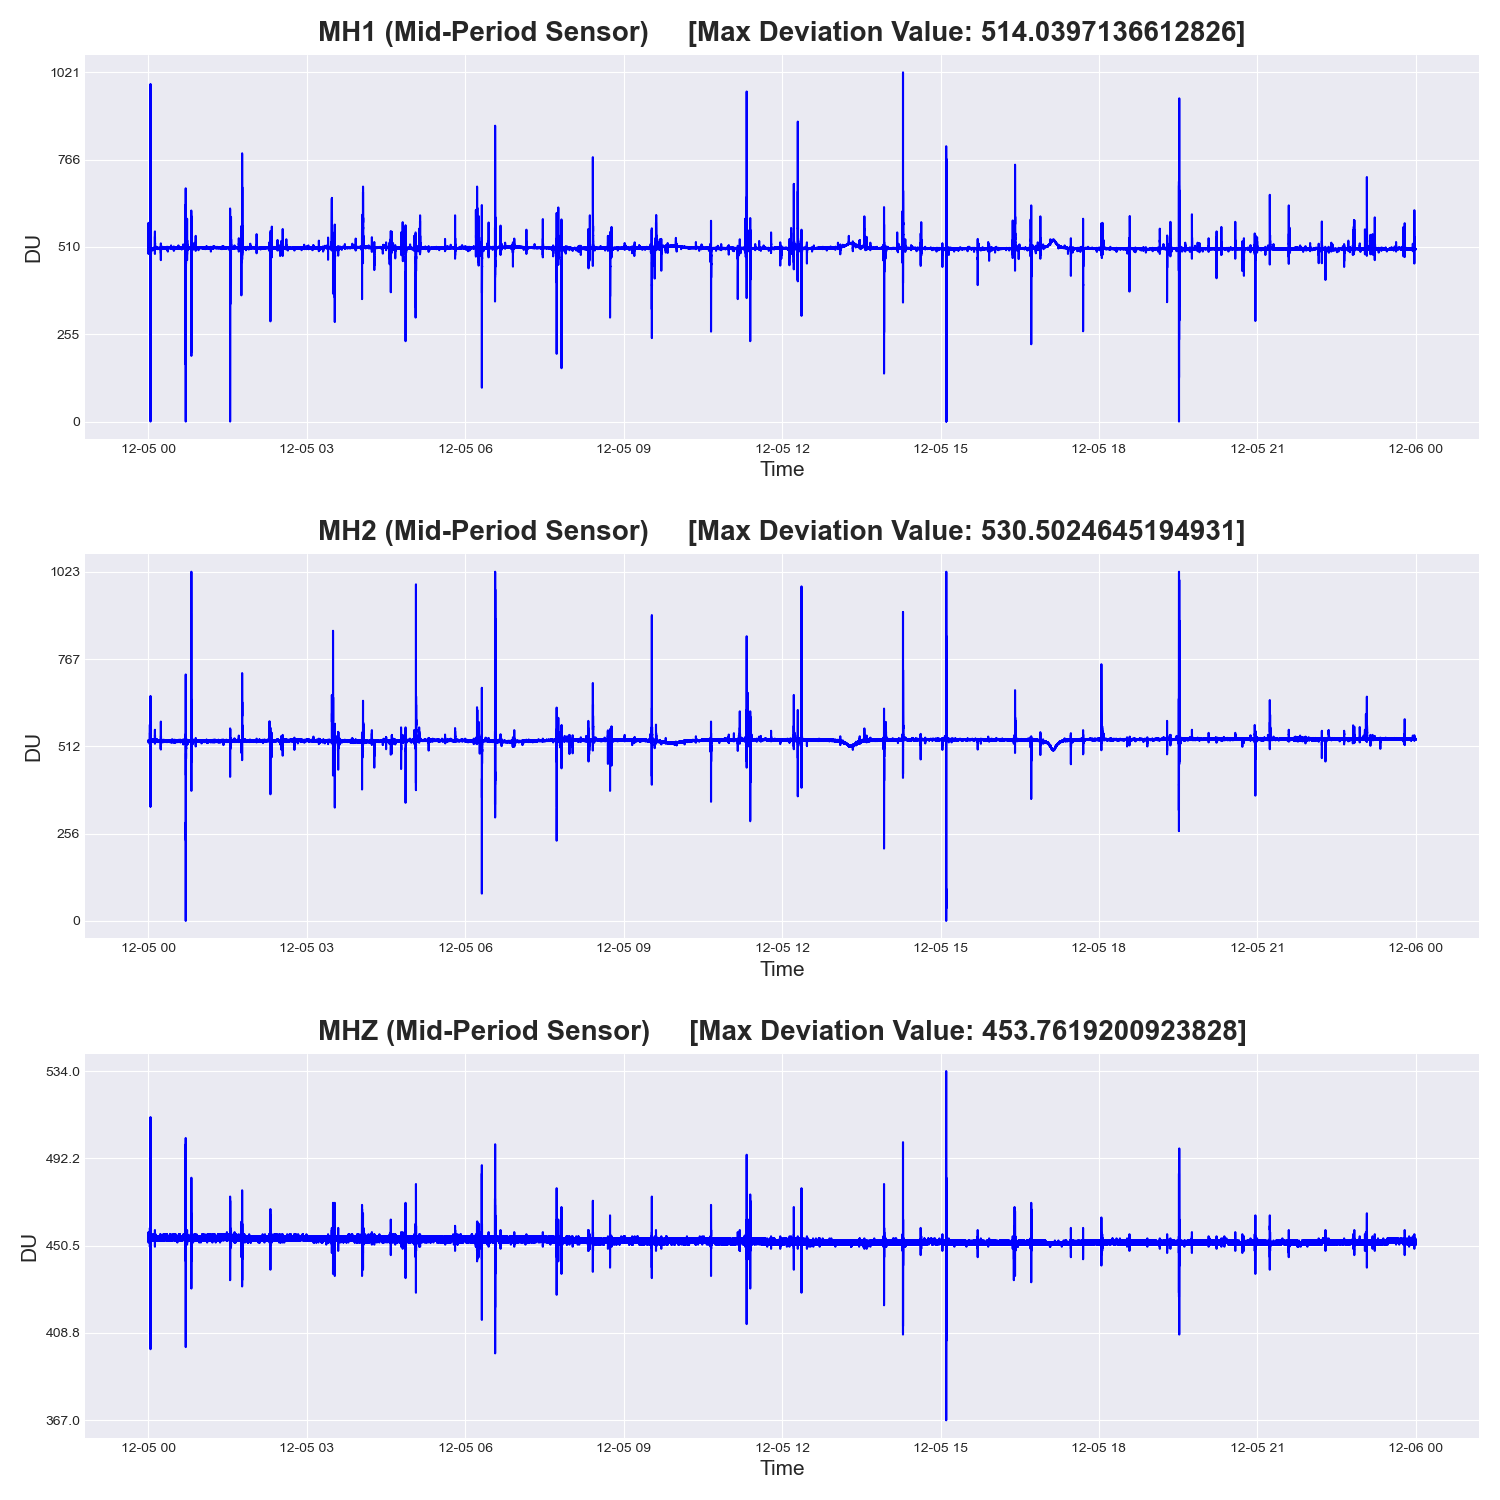 MH1 (Mid-Period Sensor) [Max Deviation Value: 514.0397136612826]
1021
766
510
255
0
DU
12-05 00 12-05 03 12-05 06 12-05 09 12-05 12 12-05 15 12-05 18 12-05 21 12-06 00
Time
MH2 (Mid-Period Sensor) [Max Deviation Value: 530.5024645194931]
1023
767
512
256
0
DU
12-05 00 12-05 03 12-05 06 12-05 09 12-05 12 12-05 15 12-05 18 12-05 21 12-06 00
Time
MHZ (Mid-Period Sensor) [Max Deviation Value: 453.7619200923828]
534.0
492.2
450.5
408.8
367.0
DU
12-05 00 12-05 03 12-05 06 12-05 09 12-05 12 12-05 15 12-05 18 12-05 21 12-06 00
Time